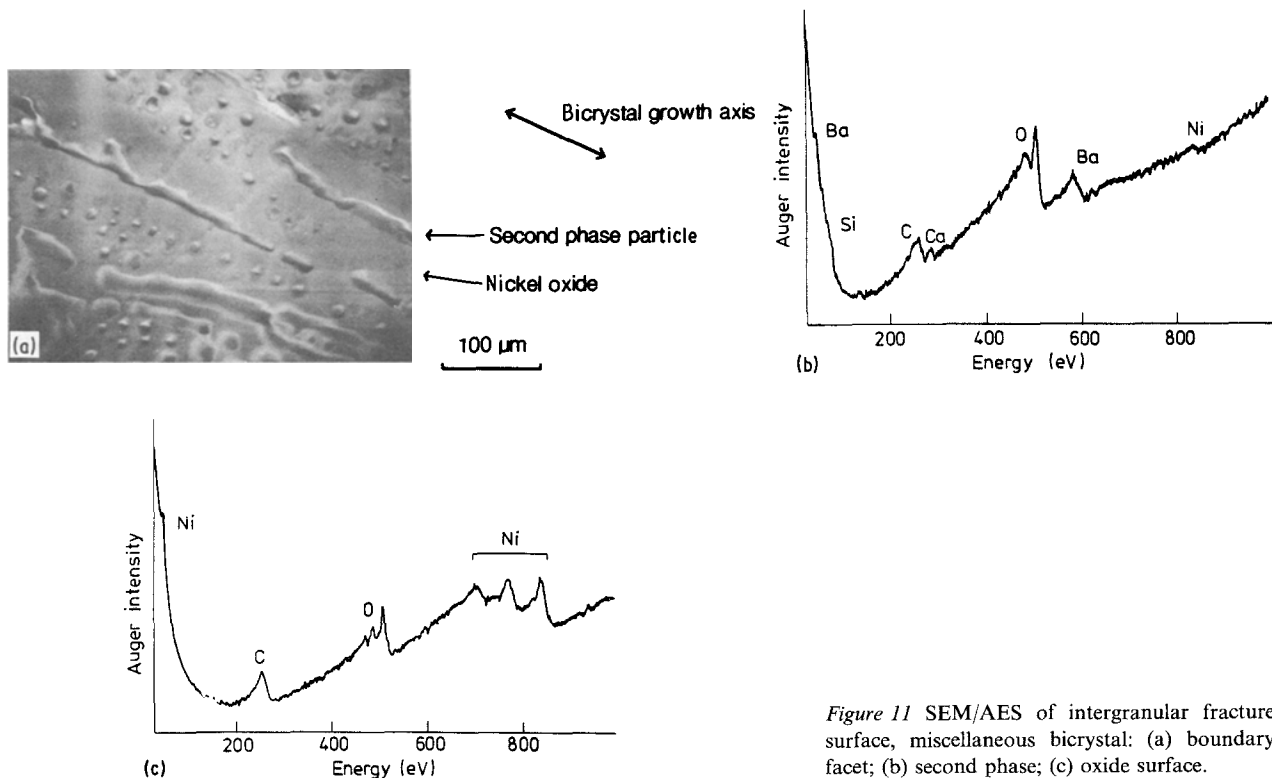 (a)
Bicrystal growth axis
Second phase particle
Nickel oxide
100 μm
Auger intensity
Ba
Si
C
Ca
O
Ba
Ni
200
400
600
800
Energy (eV)
(b)
Auger intensity
Ni
C
O
Ni
200
400
600
800
Energy (eV)
(c)
Figure 11 SEM/AES of intergranular fracture
surface, miscellaneous bicrystal: (a) boundary
facet; (b) second phase; (c) oxide surface.